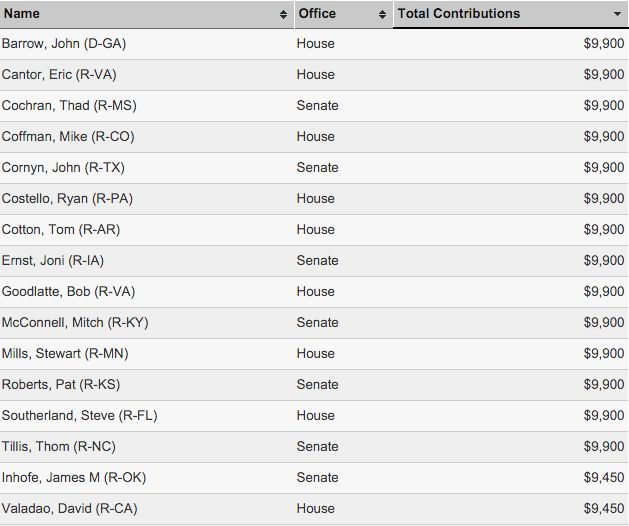 Name Office Total Contributions
Barrow, John (D-GA) House $9,900
Cantor, Eric (R-VA) House $9,900
Cochran, Thad (R-MS) Senate $9,900
Coffman, Mike (R-CO) House $9,900
Cornyn, John (R-TX) Senate $9,900
Costello, Ryan (R-PA) House $9,900
Cotton, Tom (R-AR) House $9,900
Ernst, Joni (R-IA) Senate $9,900
Goodlatte, Bob (R-VA) House $9,900
McConnell, Mitch (R-KY) Senate $9,900
Mills, Stewart (R-MN) House $9,900
Roberts, Pat (R-KS) Senate $9,900
Southerland, Steve (R-FL) House $9,900
Tillis, Thom (R-NC) Senate $9,900
Inhofe, James M (R-OK) Senate $9,450
Valadao, David (R-CA) House $9,450